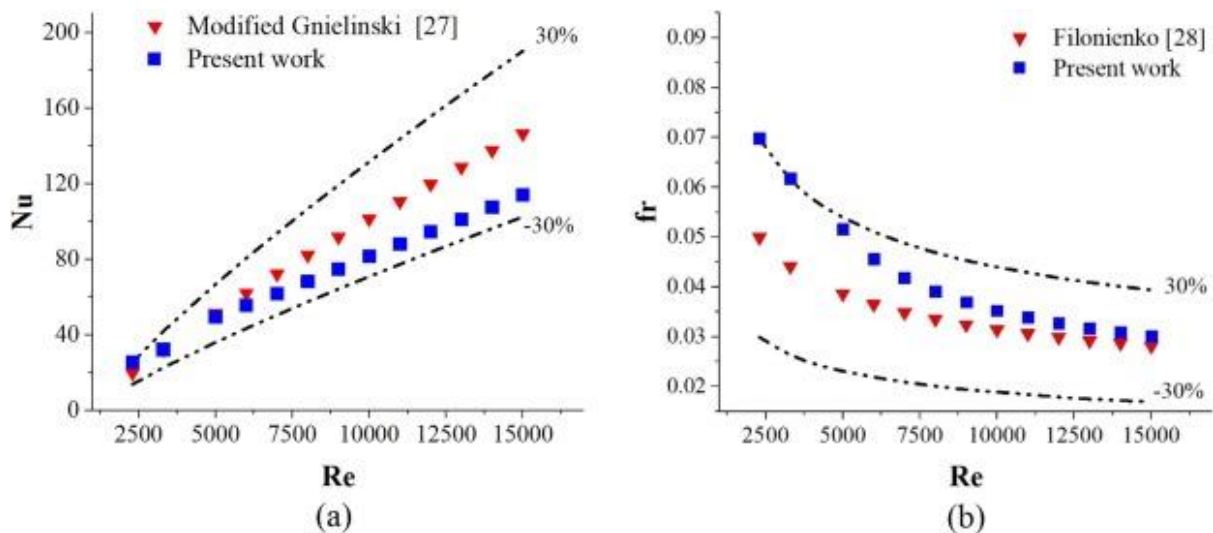 200
160
120
80
40
0
Nu
Modified Gnielinski [27]
Present work
30%
-30%
2500 5000 7500 10000 12500 15000
Re
(a)
0.09
0.08
0.07
0.06
0.05
0.04
0.03
0.02
fr
Filonienko [28]
Present work
30%
-30%
2500 5000 7500 10000 12500 15000
Re
(b)